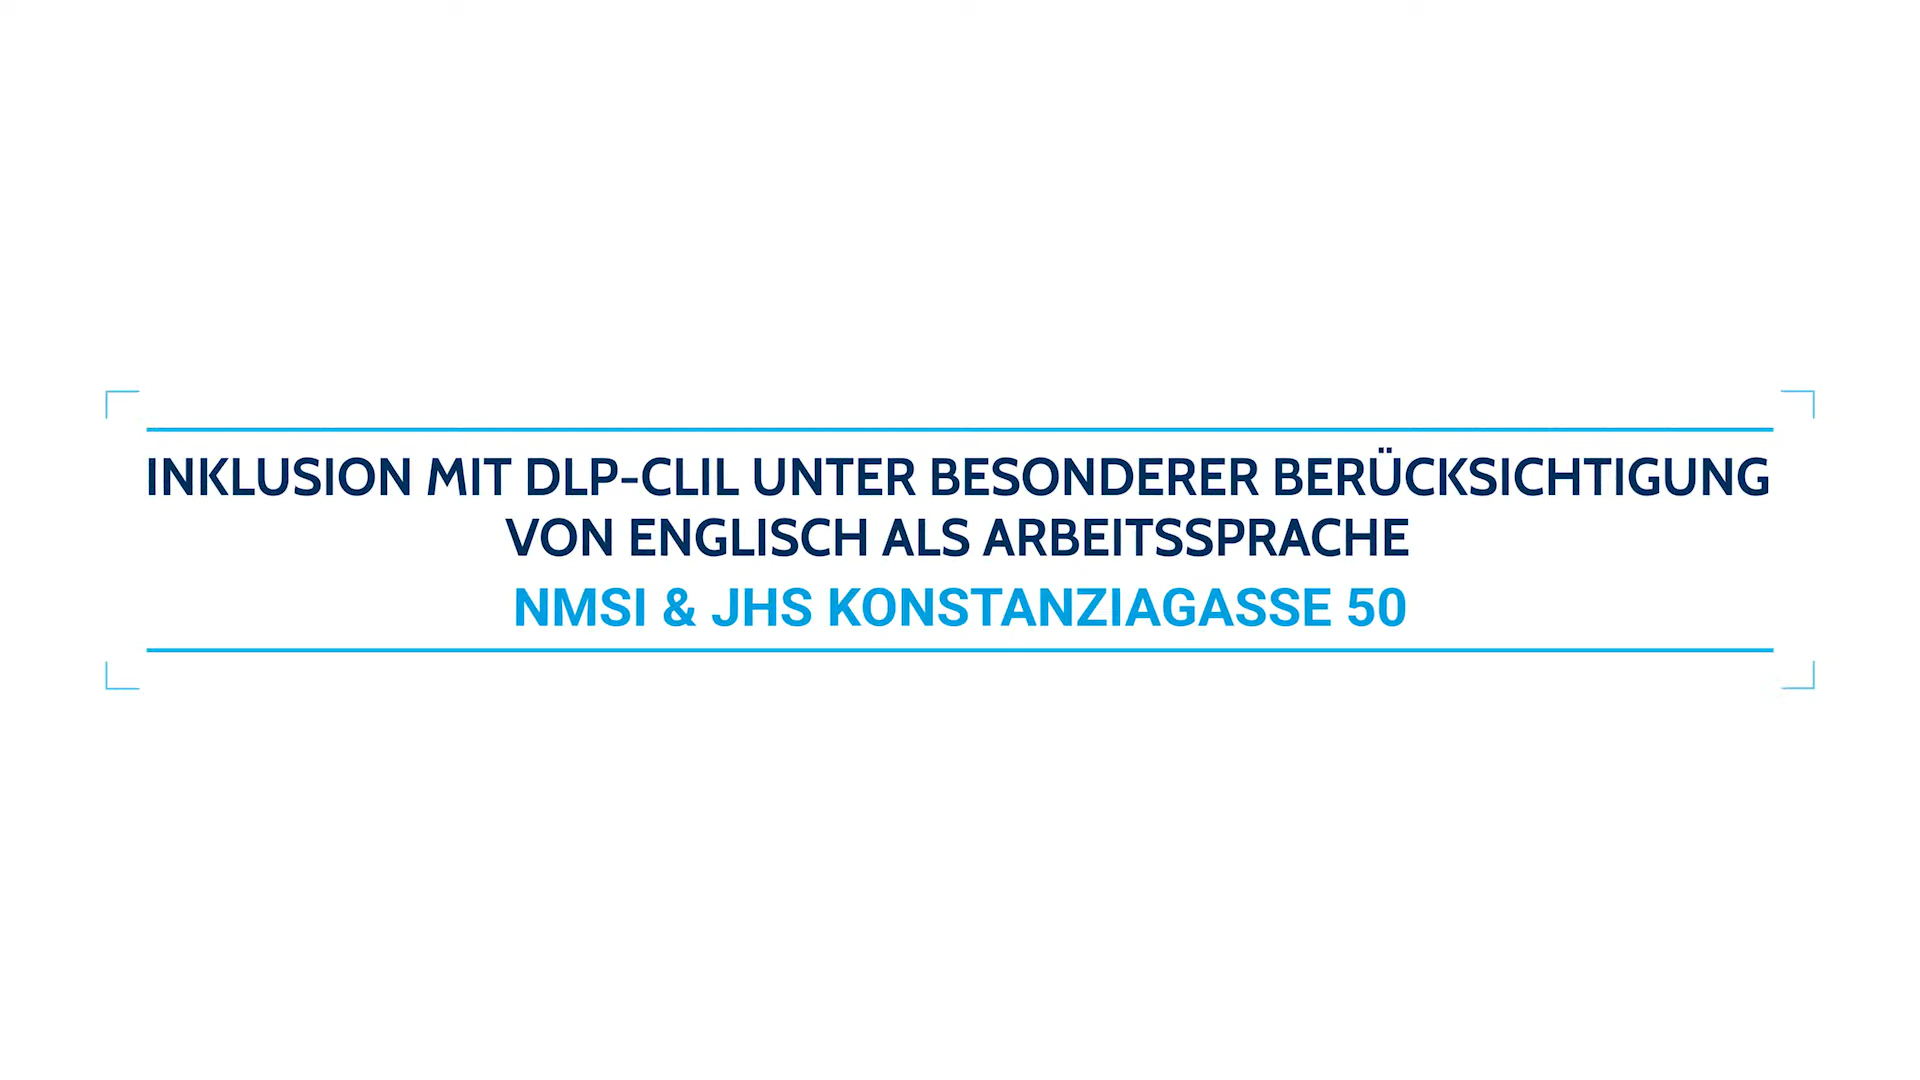 INKLUSION MIT DLP-CLIL UNTER BESONDERER BERÜCKSICHTIGUNG
VON ENGLISCH ALS ARBEITSSPRACHE
NMSI & JHS KONSTANZIAGASSE 50